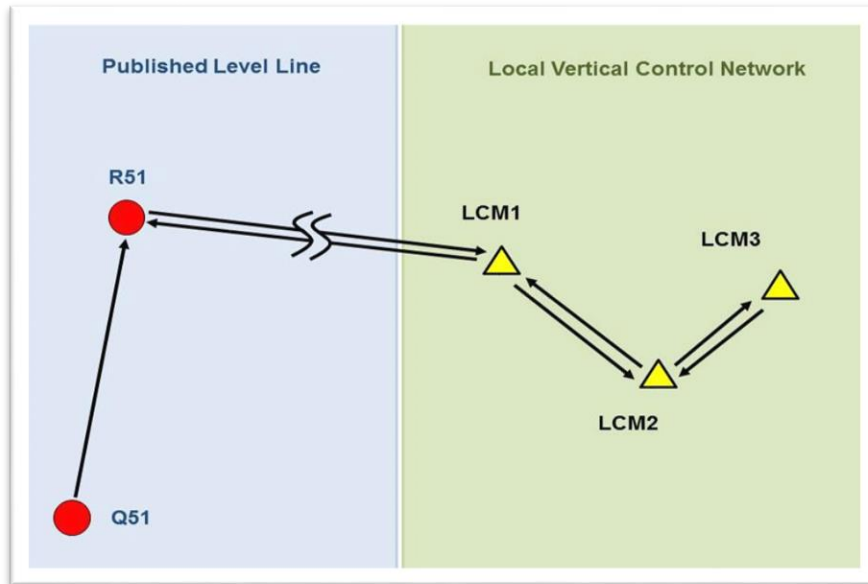 Published Level Line
Local Vertical Control Network
R51
LCM1
LCM3
LCM2
Q51